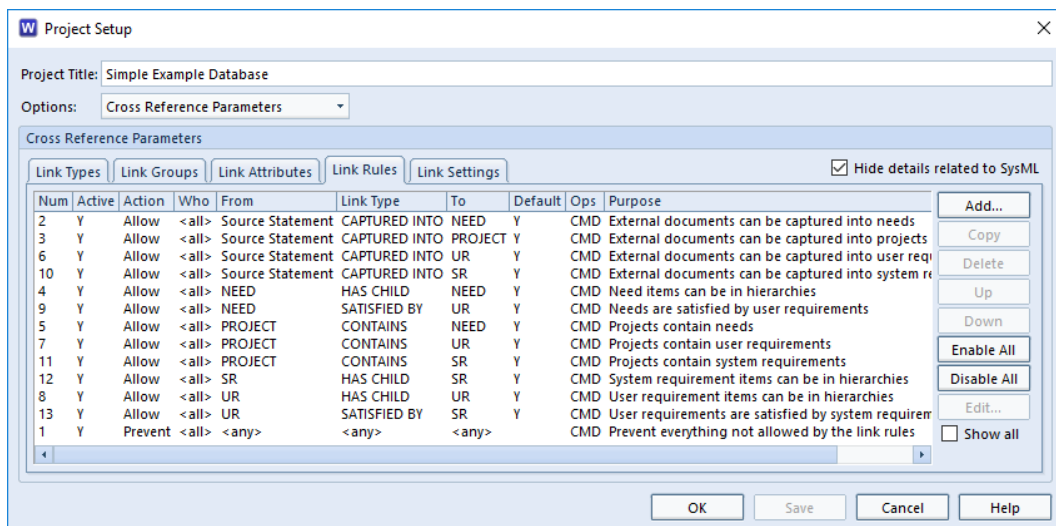 W Project Setup
Project Title: Simple Example Database
Options: Cross Reference Parameters
Cross Reference Parameters
Link Types Link Groups Link Attributes Link Rules Link Settings Hide details related to SysML
Num Active Action Who From Link Type To Default Ops Purpose Add...
2 Y Allow <all> Source Statement CAPTURED INTO NEED Y CMD External documents can be captured into needs
3 Y Allow <all> Source Statement CAPTURED INTO PROJECT Y CMD External documents can be captured into projects Copy
6 Y Allow <all> Source Statement CAPTURED INTO UR Y CMD External documents can be captured into user requ
10 Y Allow <all> Source Statement CAPTURED INTO SR Y CMD External documents can be captured into system re Delete
4 Y Allow <all> NEED HAS CHILD NEED Y CMD Need items can be in hierarchies Up
9 Y Allow <all> NEED SATISFIED BY UR Y CMD Needs are satisfied by user requirements
5 Y Allow <all> PROJECT CONTAINS NEED Y CMD Projects contain needs Down
7 Y Allow <all> PROJECT CONTAINS UR Y CMD Projects contain user requirements Enable All
11 Y Allow <all> PROJECT CONTAINS SR Y CMD Projects contain system requirements
12 Y Allow <all> SR HAS CHILD SR Y CMD System requirement items can be in hierarchies Disable All
8 Y Allow <all> UR HAS CHILD UR Y CMD User requirement items can be in hierarchies
13 Y Allow <all> UR SATISFIED BY SR Y CMD User requirements are satisfied by system requirem Edit...
1 Y Prevent <all> <any> <any> <any> CMD Prevent everything not allowed by the link rules Show all
OK Save Cancel Help